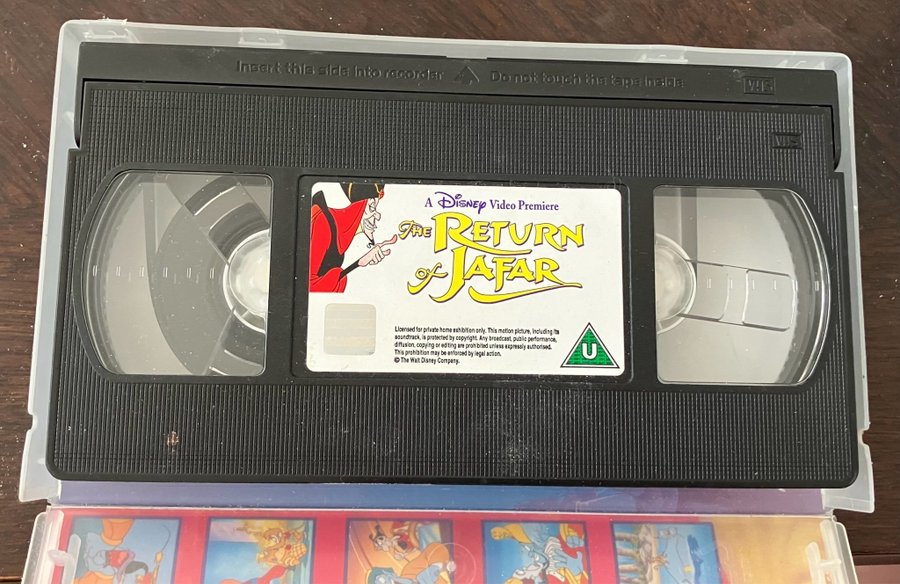 Insert this side into recorder Do not touch the tape inside VHS
A Disney Video Premiere
The RETURN
of JAFAR
Licensed for private home exhibition only. This motion picture, including its
soundtrack, is protected by copyright. Any broadcast, public performance,
diffusion, copying or editing are prohibited unless expressly authorised.
This prohibition may be enforced by legal action.
© The Walt Disney Company.
U